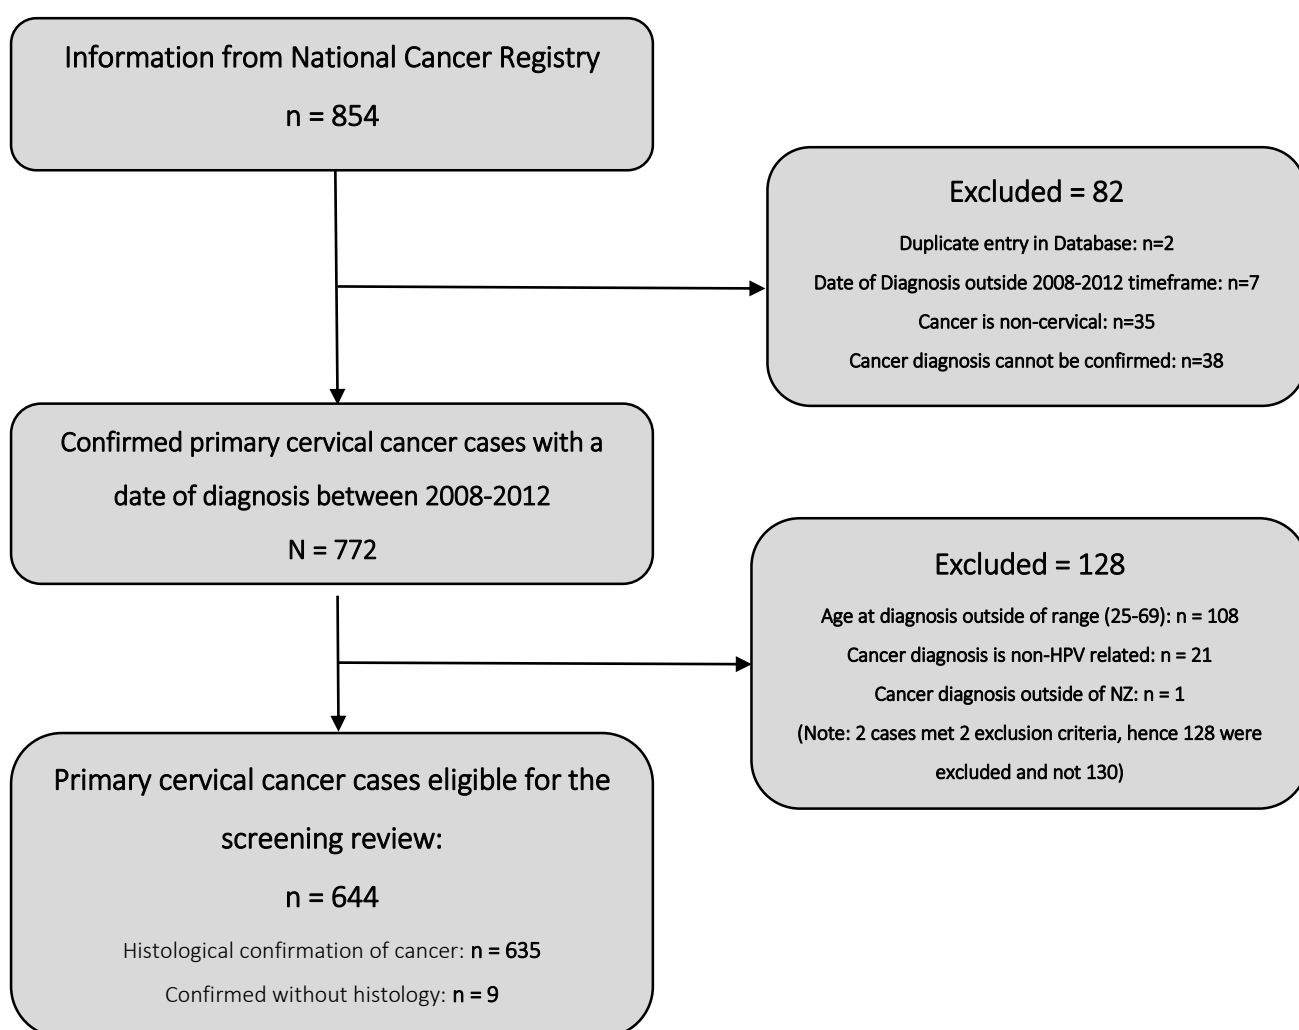 Information from National Cancer Registry
n = 854
Excluded = 82
Duplicate entry in Database: n=2
Date of Diagnosis outside 2008-2012 timeframe: n=7
Cancer is non-cervical: n=35
Cancer diagnosis cannot be confirmed: n=38
Confirmed primary cervical cancer cases with a
date of diagnosis between 2008-2012
N = 772
Excluded = 128
Age at diagnosis outside of range (25-69): n = 108
Cancer diagnosis is non-HPV related: n = 21
Cancer diagnosis outside of NZ: n = 1
(Note: 2 cases met 2 exclusion criteria, hence 128 were
excluded and not 130)
Primary cervical cancer cases eligible for the
screening review:
n = 644
Histological confirmation of cancer: n = 635
Confirmed without histology: n = 9